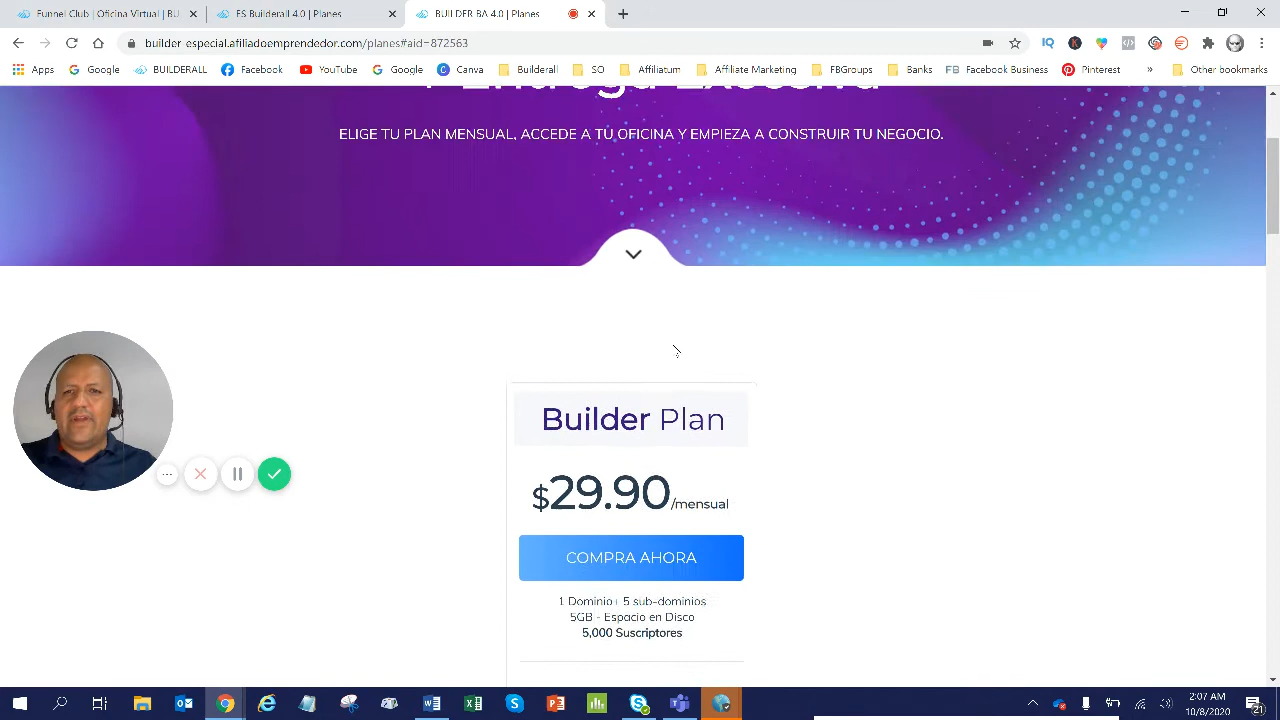 Funnel Club | Oficina Virtual | BU
ES Builderall 4.0 | Planes
BUILDER BA 4.0 | Planes
builder-especial.afiliadoemprendedor.com/planes#aid=872563
Apps
Google
BUILDERALL
Facebook
YouTube
Google
Canva
Builderall
SO
Affiliatum
Affiliate Marketing
FBGroups
Bank
FB Facebook Business
Pinterest
»
Other bookmarks
ELIGE TU PLAN MENSUAL, ACCEDE A TU OFICINA Y EMPIEZA A CONSTRUIR TU NEGOCIO.
Builder Plan
$29.90/mensual
COMPRA AHORA
1 Dominio+ 5 sub-dominios
5GB - Espacio en Disco
5,000 Suscriptores
2:07 AM
10/8/2020
21